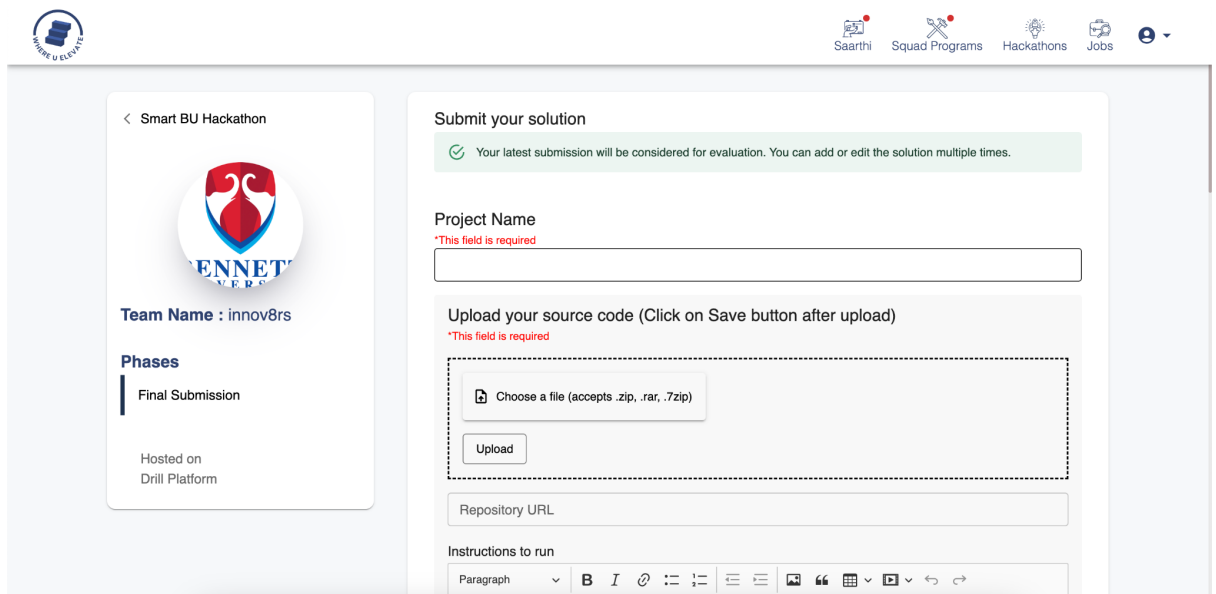 WHERE U ELEVATE
Saarthi
Squad Programs
Hackathons
Jobs
Smart BU Hackathon
Team Name : innov8rs
Phases
Final Submission
Hosted on
Drill Platform
Submit your solution
Your latest submission will be considered for evaluation. You can add or edit the solution multiple times.
Project Name
*This field is required
Upload your source code (Click on Save button after upload)
*This field is required
Choose a file (accepts .zip, .rar, .7zip)
Upload
Repository URL
Instructions to run
Paragraph
B I